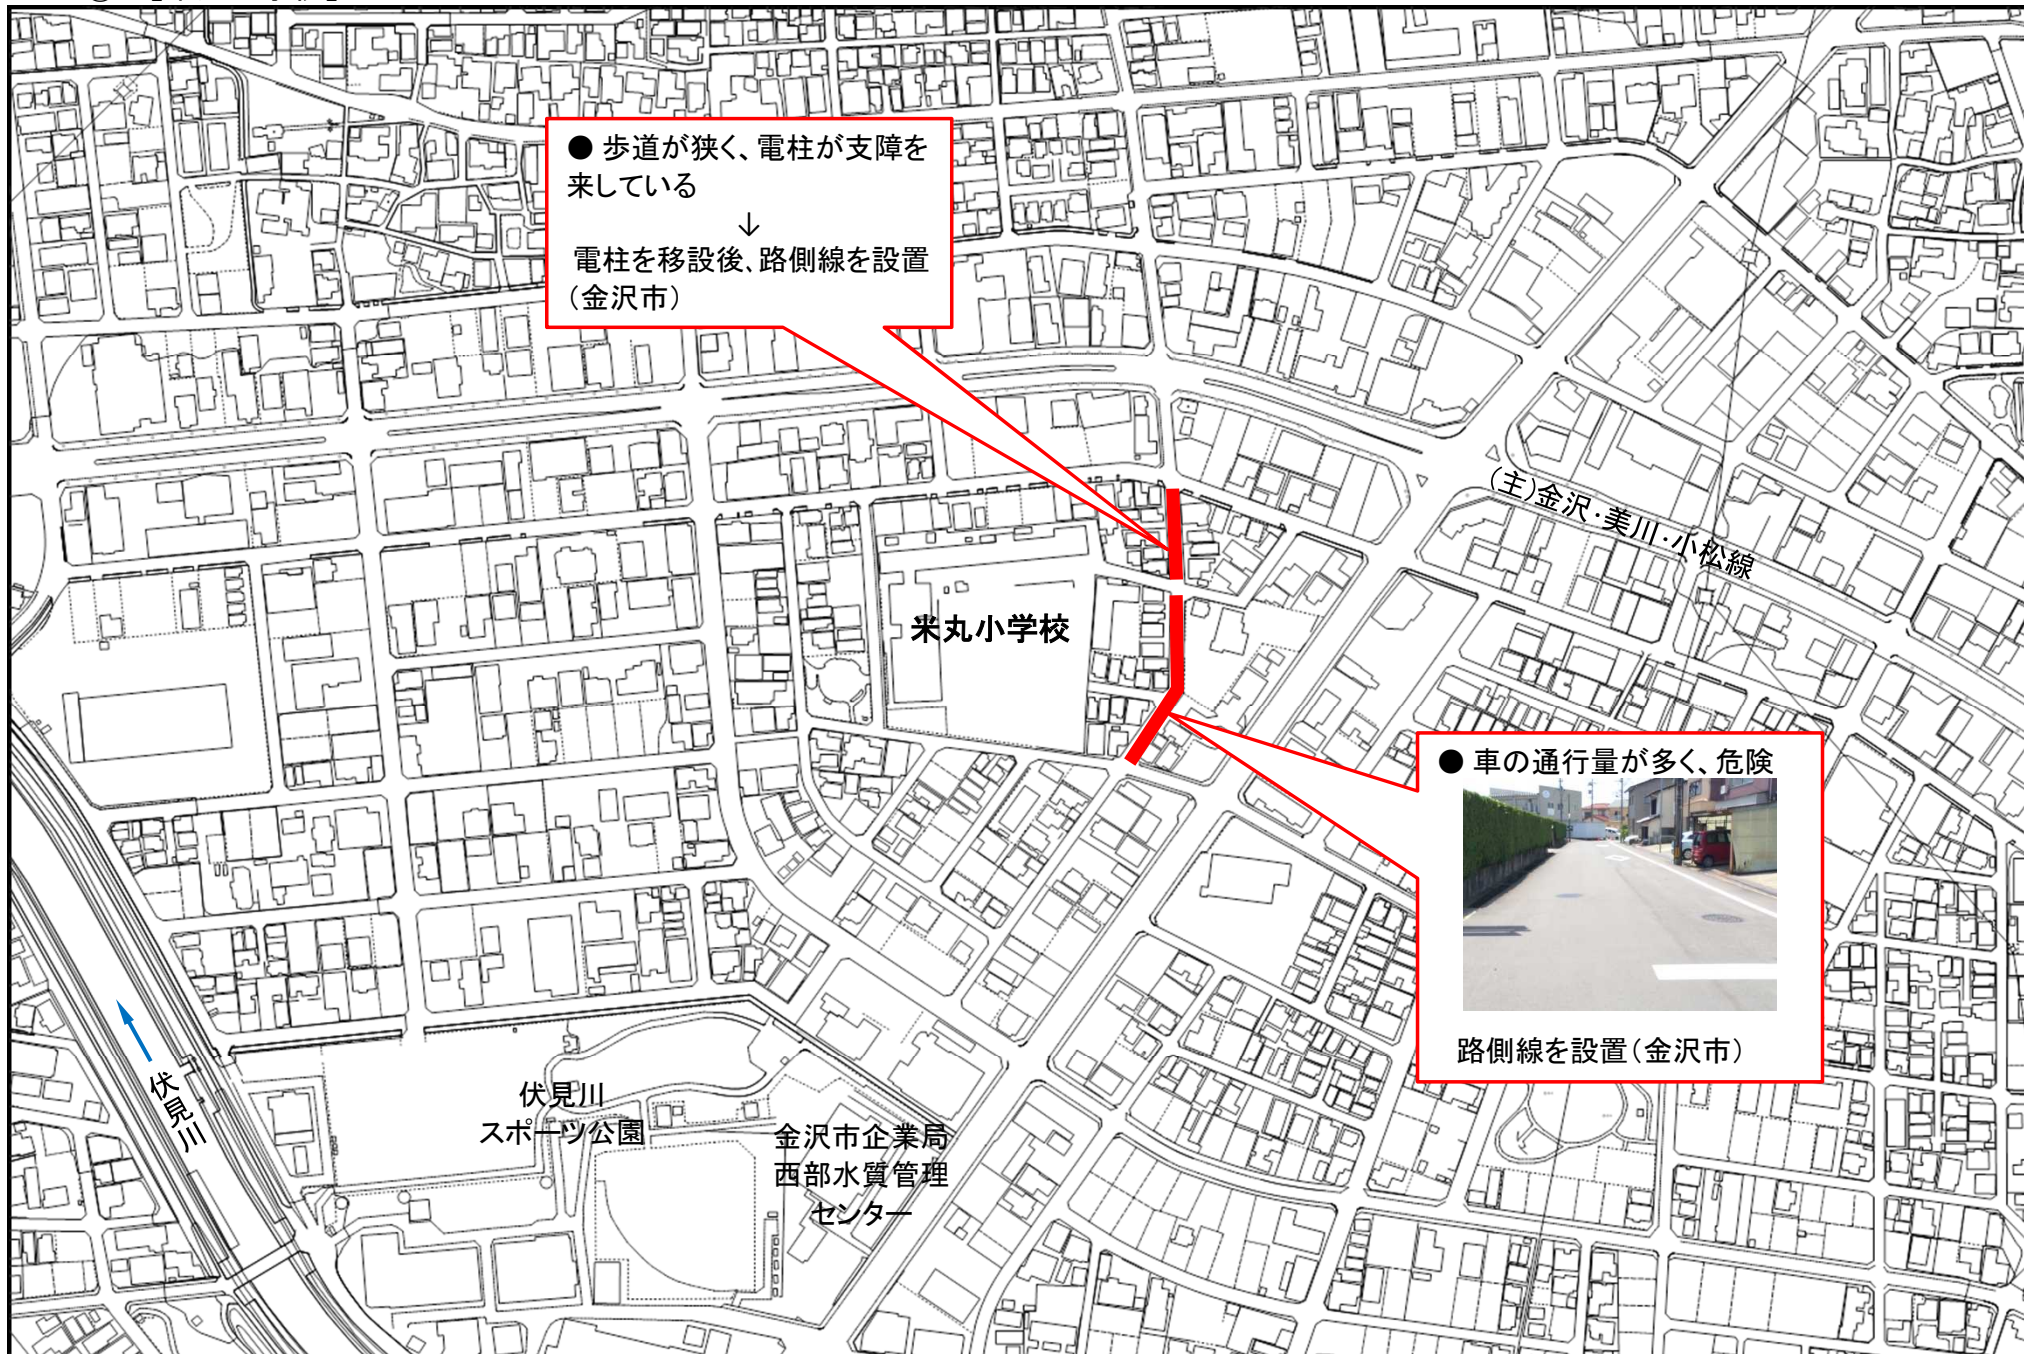 ● 歩道が狭く、電柱が支障を
来している
↓
電柱を移設後、路側線を設置
(金沢市)
(主)金沢・美川・小松線
米丸小学校
● 車の通行量が多く、危険
路側線を設置(金沢市)
伏見川
伏見川
スポーツ公園
金沢市企業局
西部水質管理
センター